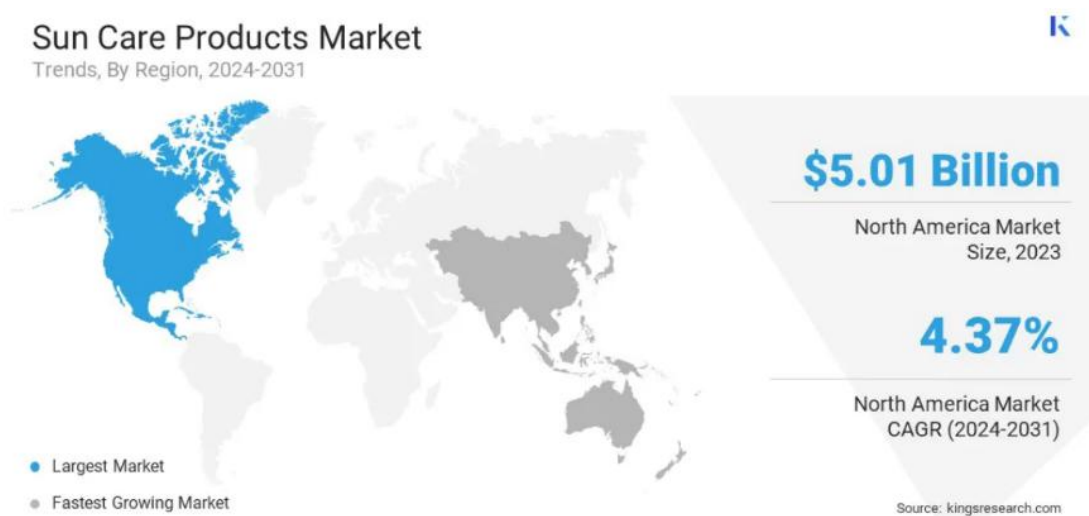 Sun Care Products Market
Trends, By Region, 2024-2031
$5.01 Billion
North America Market
Size, 2023
4.37%
North America Market
CAGR (2024-2031)
Largest Market
Fastest Growing Market
Source: kingsresearch.com